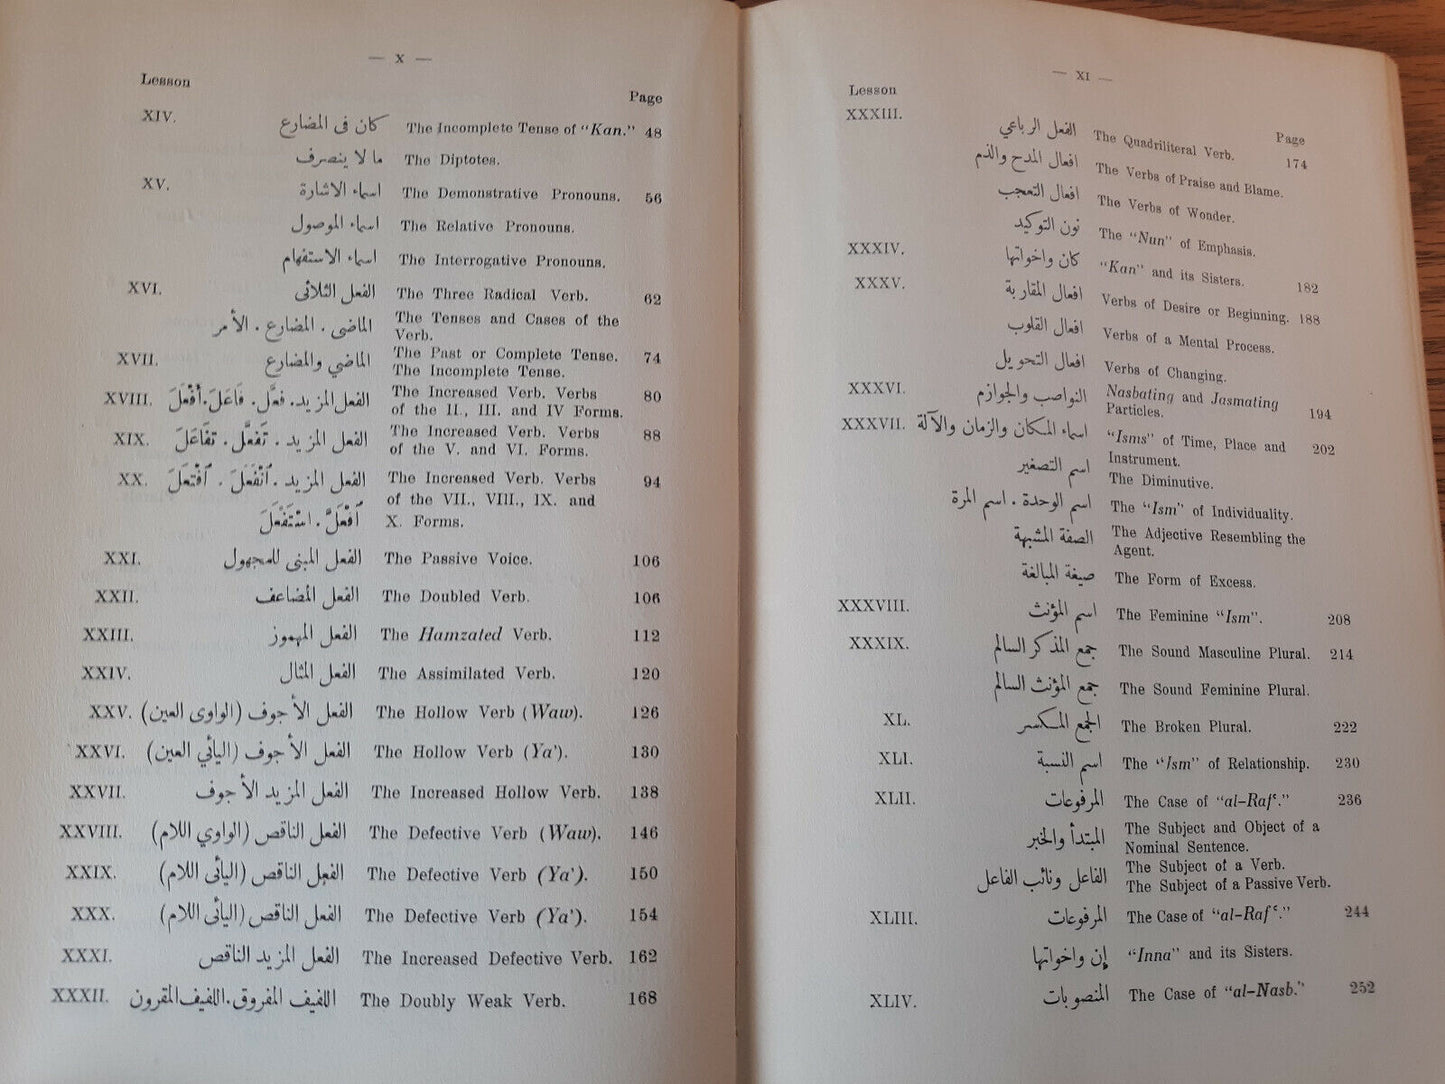 — X —
Lesson
Page
XIV. كان فى المضارع The Incomplete Tense of "Kan." 48
ما لا ينصرف The Diptotes.
XV. اسماء الاشارة The Demonstrative Pronouns. 56
اسماء الموصول The Relative Pronouns.
اسماء الاستفهام The Interrogative Pronouns.
XVI. الفعل الثلاثى The Three Radical Verb. 62
الماضى . المضارع . الأمر The Tenses and Cases of the
Verb.
XVII. الماضي والمضارع The Past or Complete Tense. 74
The Incomplete Tense.
XVIII. الفعل المزيد. فعَّل. فَاعَلَ. أفْعَلَ The Increased Verb. Verbs 80
of the II., III. and IV Forms.
XIX. الفعل المزيد . تَفَعَّل . تفَاعَلَ The Increased Verb. Verbs 88
of the V. and VI. Forms.
XX. الفعل المزيد . اَنْفَعَلَ . اَفْتَعَلَ The Increased Verb. Verbs 94
of the VII., VIII., IX. and
اَفْعَلَّ . اسْتَفْعَلَ X. Forms.
XXI. الفعل المبنى للمجهول The Passive Voice. 106
XXII. الفعل المضاعف The Doubled Verb. 106
XXIII. الفعل المهموز The Hamzated Verb. 112
XXIV. الفعل المثال The Assimilated Verb. 120
XXV. الفعل الأجوف (الواوى العين) The Hollow Verb (Waw). 126
XXVI. الفعل الأجوف (اليائي العين) The Hollow Verb (Ya'). 130
XXVII. الفعل المزيد الأجوف The Increased Hollow Verb. 138
XXVIII. الفعل الناقص (الواوي اللام) The Defective Verb (Waw). 146
XXIX. الفعل الناقص (اليائى اللام) The Defective Verb (Ya'). 150
XXX. الفعل الناقص (اليائى اللام) The Defective Verb (Ya'). 154
XXXI. الفعل المزيد الناقص The Increased Defective Verb. 162
XXXII. اللفيف المفروق.اللفيف المقرون The Doubly Weak Verb. 168
— XI —
Lesson
Page
XXXIII. الفعل الرباعي The Quadriliteral Verb. 174
افعال المدح والذم The Verbs of Praise and Blame.
افعال التعجب The Verbs of Wonder.
نون التوكيد The "Nun" of Emphasis.
XXXIV. كان واخواتها "Kan" and its Sisters. 182
XXXV. افعال المقاربة Verbs of Desire or Beginning. 188
افعال القلوب Verbs of a Mental Process.
افعال التحويل Verbs of Changing.
XXXVI. النواصب والجوازم Nasbating and Jasmating 194
Particles.
XXXVII. اسماء المكان والزمان والآلة "Isms" of Time, Place and 202
Instrument.
اسم التصغير The Diminutive.
اسم الوحدة . اسم المرة The "Ism" of Individuality.
الصفة المشبهة The Adjective Resembling the
Agent.
صيغة المبالغة The Form of Excess.
XXXVIII. اسم المؤنث The Feminine "Ism". 208
XXXIX. جمع المذكر السالم The Sound Masculine Plural. 214
جمع المؤنث السالم The Sound Feminine Plural.
XL. الجمع المكسر The Broken Plural. 222
XLI. اسم النسبة The "Ism" of Relationship. 230
XLII. المرفوعات The Case of "al-Rafʿ." 236
المبتدأ والخبر The Subject and Object of a
Nominal Sentence.
الفاعل ونائب الفاعل The Subject of a Verb.
The Subject of a Passive Verb.
XLIII. المرفوعات The Case of "al-Rafʿ." 244
إن واخواتها "Inna" and its Sisters.
XLIV. المنصوبات The Case of "al-Nasb." 252